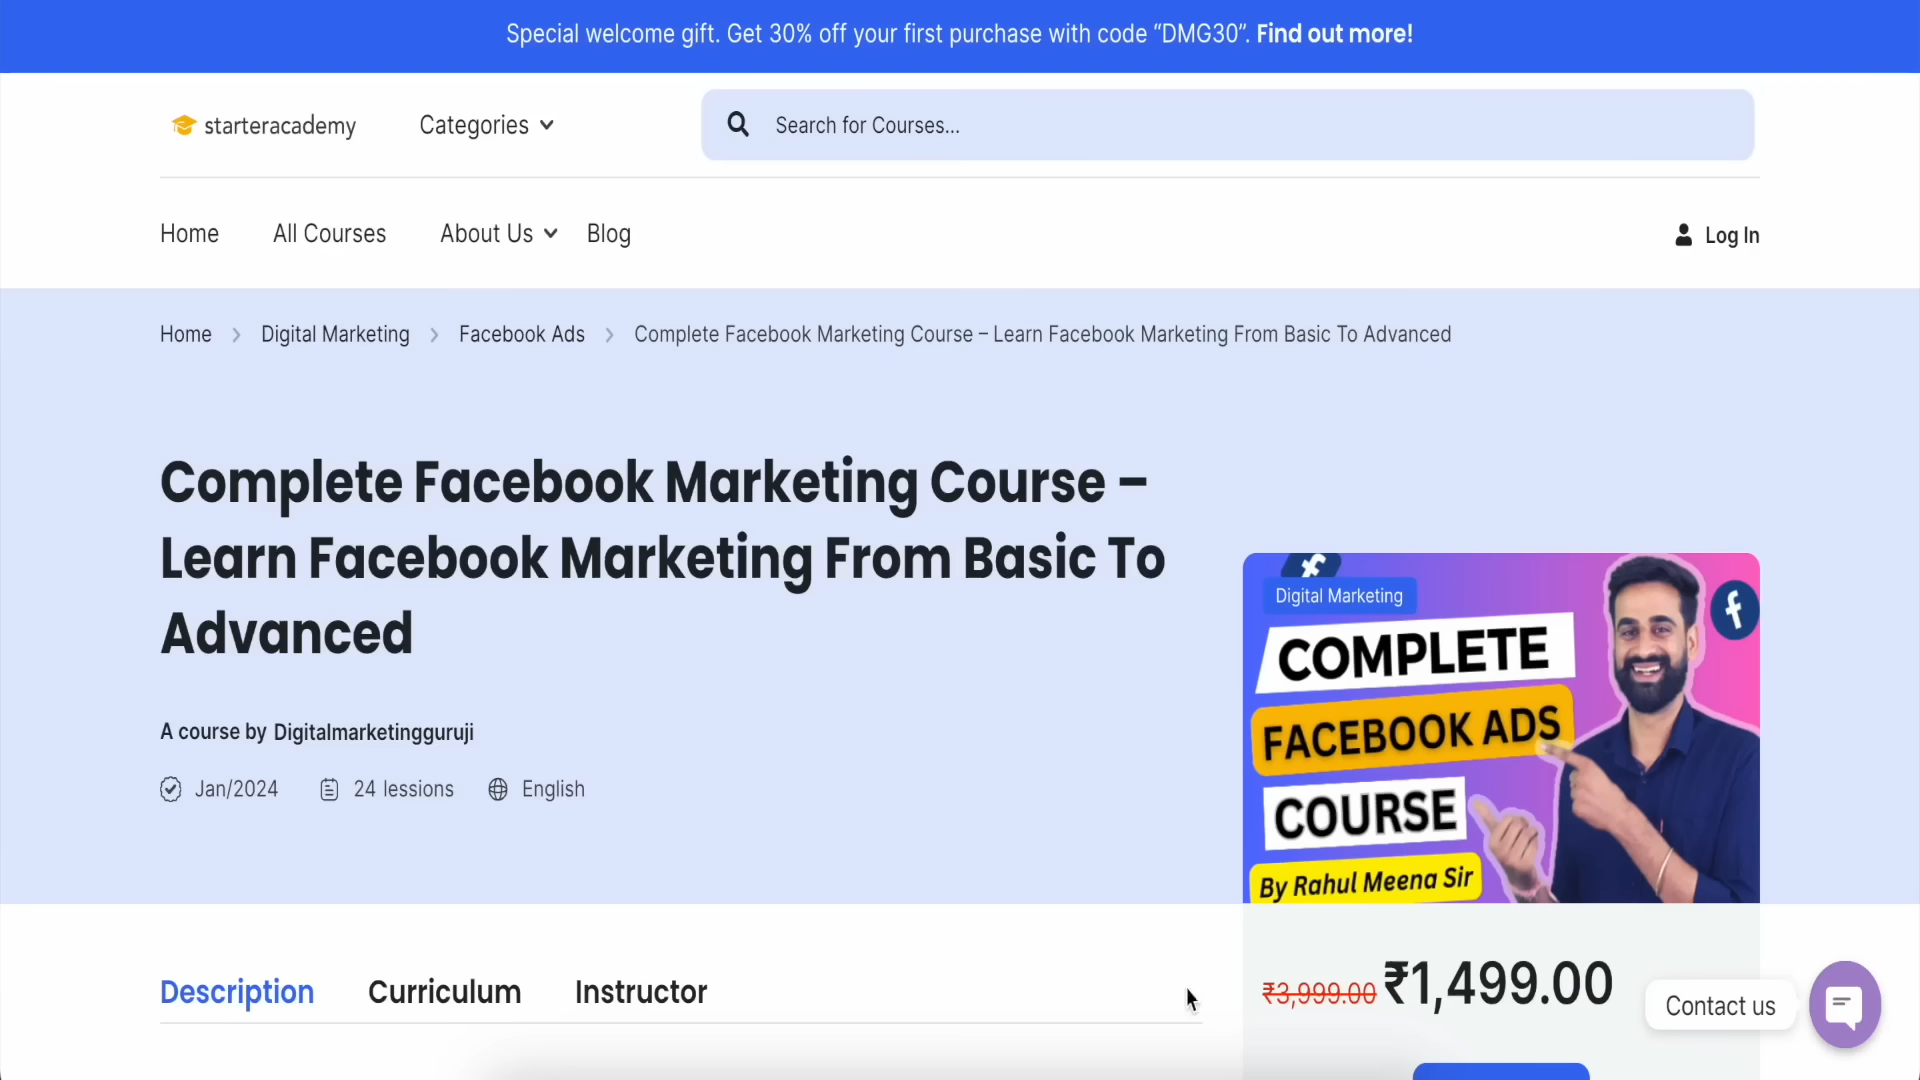 Special welcome gift. Get 30% off your first purchase with code “DMG30”. Find out more!
starteracademy
Categories
Search for Courses...
Home
All Courses
About Us
Blog
Log In
Home
Digital Marketing
Facebook Ads
Complete Facebook Marketing Course – Learn Facebook Marketing From Basic To Advanced
Complete Facebook Marketing Course –
Learn Facebook Marketing From Basic To
Advanced
A course by Digitalmarketingguruji
Jan/2024
24 lessions
English
Digital Marketing
COMPLETE
FACEBOOK ADS
COURSE
By Rahul Meena Sir
Description
Curriculum
Instructor
₹3,999.00 ₹1,499.00
Contact us